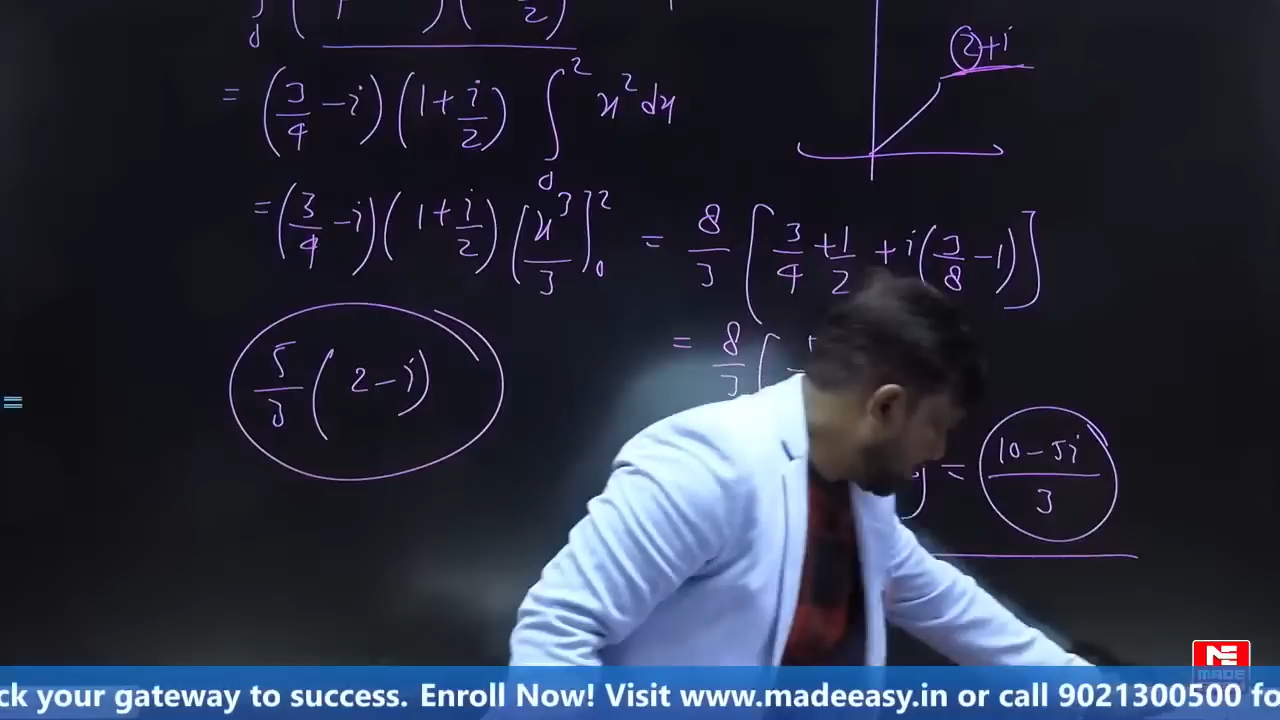 2+i
= (3/4 - i)(1 + i/2) ∫₀² x² dx
= (3/4 - i)(1 + i/2)(x³/3]₀² = 8/3 [3/4 + 1/2 + i(3/8 - 1)]
= 8/3 (
5/3 (2 - i)
= (10 - 5i)/3
NE
MADE
ck your gateway to success. Enroll Now! Visit www.madeeasy.in or call 9021300500 fo